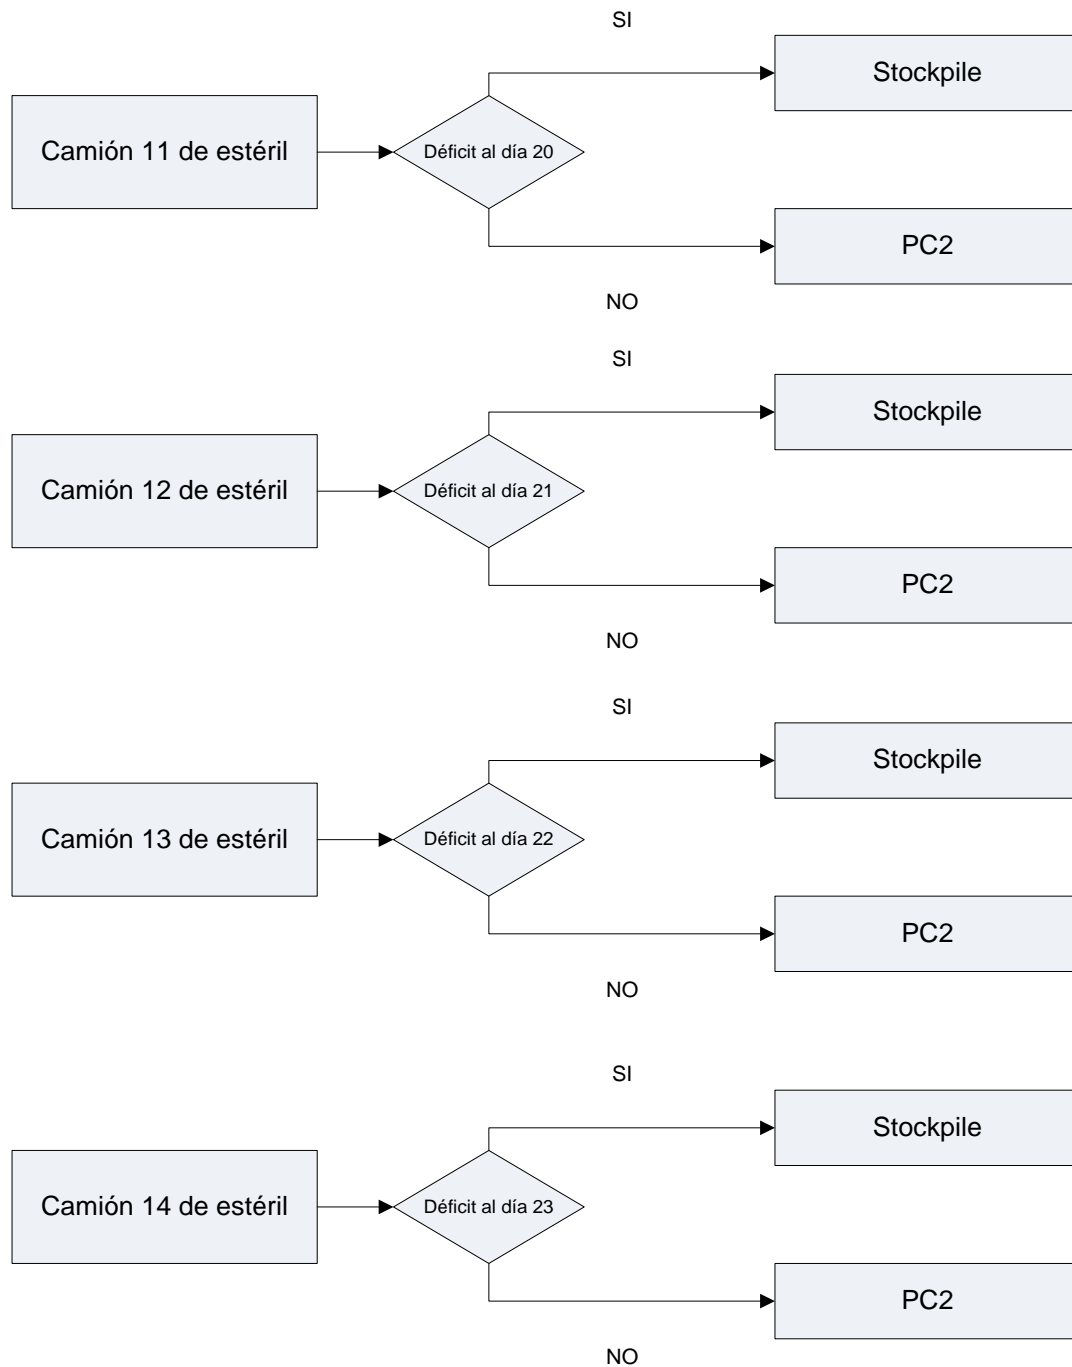 SI
Stockpile
Camión 11 de estéril
Déficit al día 20
PC2
NO
SI
Stockpile
Camión 12 de estéril
Déficit al día 21
PC2
NO
SI
Stockpile
Camión 13 de estéril
Déficit al día 22
PC2
NO
SI
Stockpile
Camión 14 de estéril
Déficit al día 23
PC2
NO